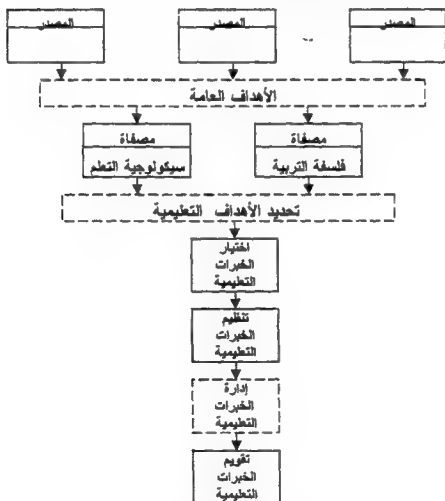 المصدر
المصدر
المصدر
الأهداف العامة
مصفاة
فلسفة التربية
مصفاة
سيكولوجية التعلم
تحديد الأهداف التعليمية
اختيار
الخبرات
التعليمية
تنظيم
الخبرات
التعليمية
إدارة
الخبرات
التعليمية
تقويم
الخبرات
التعليمية